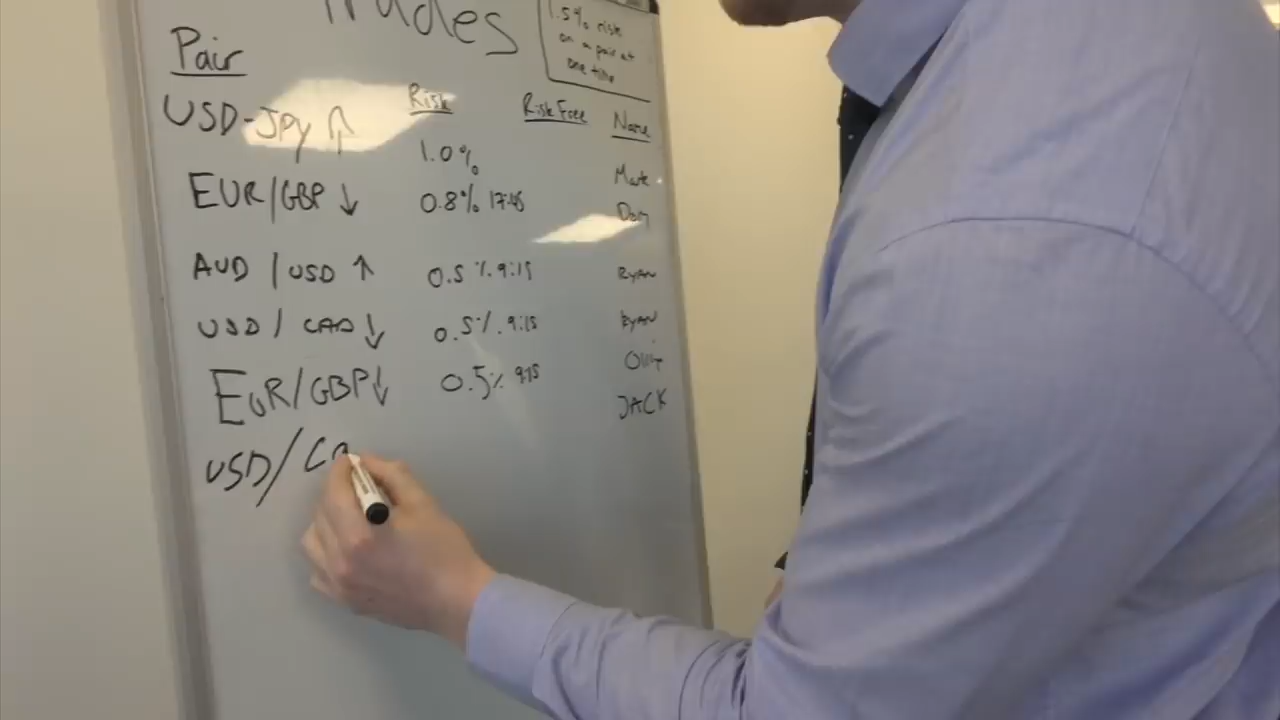 Trades
1.5% risk
on a pair at
one time
Pair
Risk
Risk Free
Name
USD-JPY ↑
1.0%
Mark
EUR/GBP ↓
0.8% 17:45
Dom
AUD / USD ↑
0.5 %. 9:15
RYAN
USD / CAD ↓
0.5%. 9:15
RYAN
EUR/GBP ↓
0.5% 9:15
JACK
USD/CA